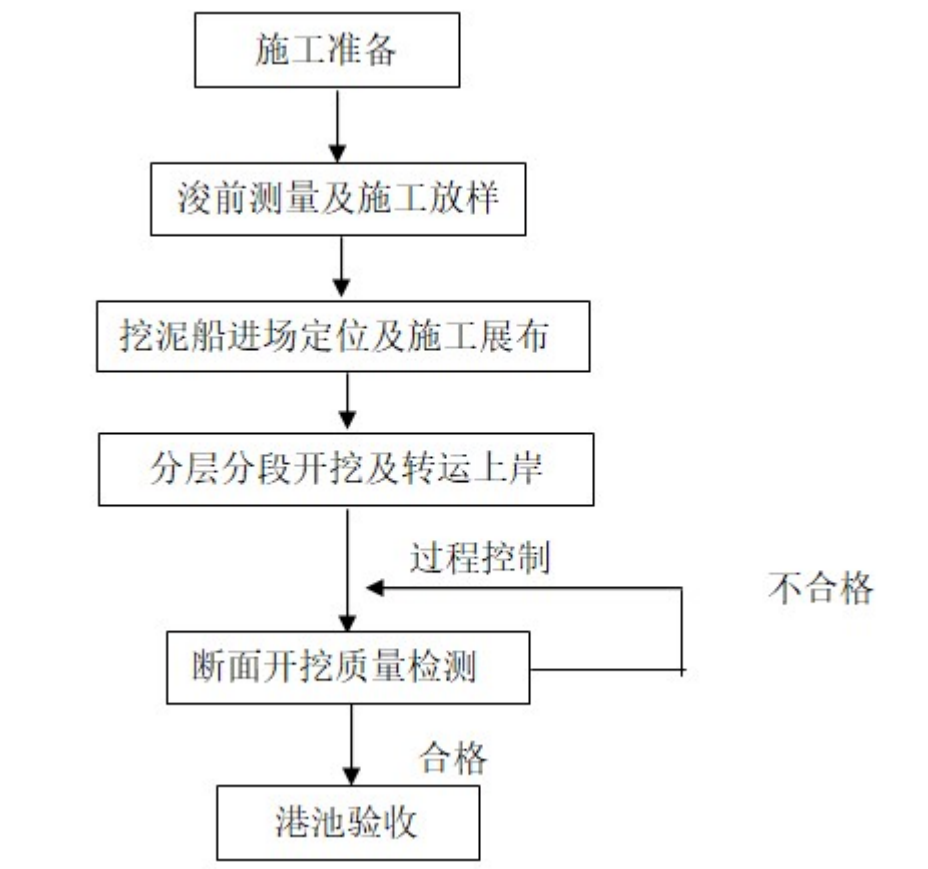 施工准备
浚前测量及施工放样
挖泥船进场定位及施工展布
分层分段开挖及转运上岸
过程控制
不合格
断面开挖质量检测
合格
港池验收